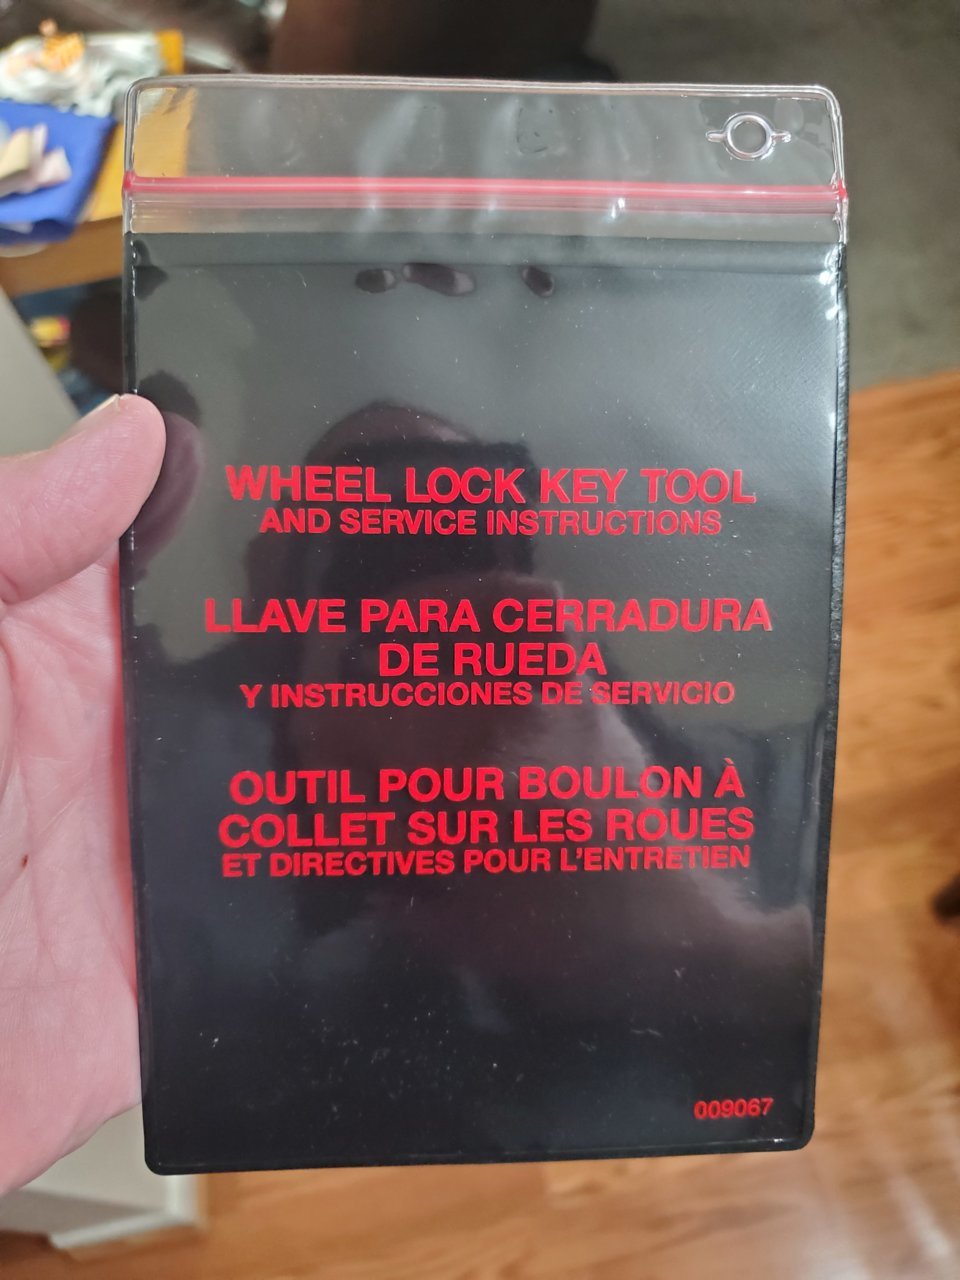 WHEEL LOCK KEY TOOL
AND SERVICE INSTRUCTIONS
LLAVE PARA CERRADURA
DE RUEDA
Y INSTRUCCIONES DE SERVICIO
OUTIL POUR BOULON À
COLLET SUR LES ROUES
ET DIRECTIVES POUR L'ENTRETIEN
009067